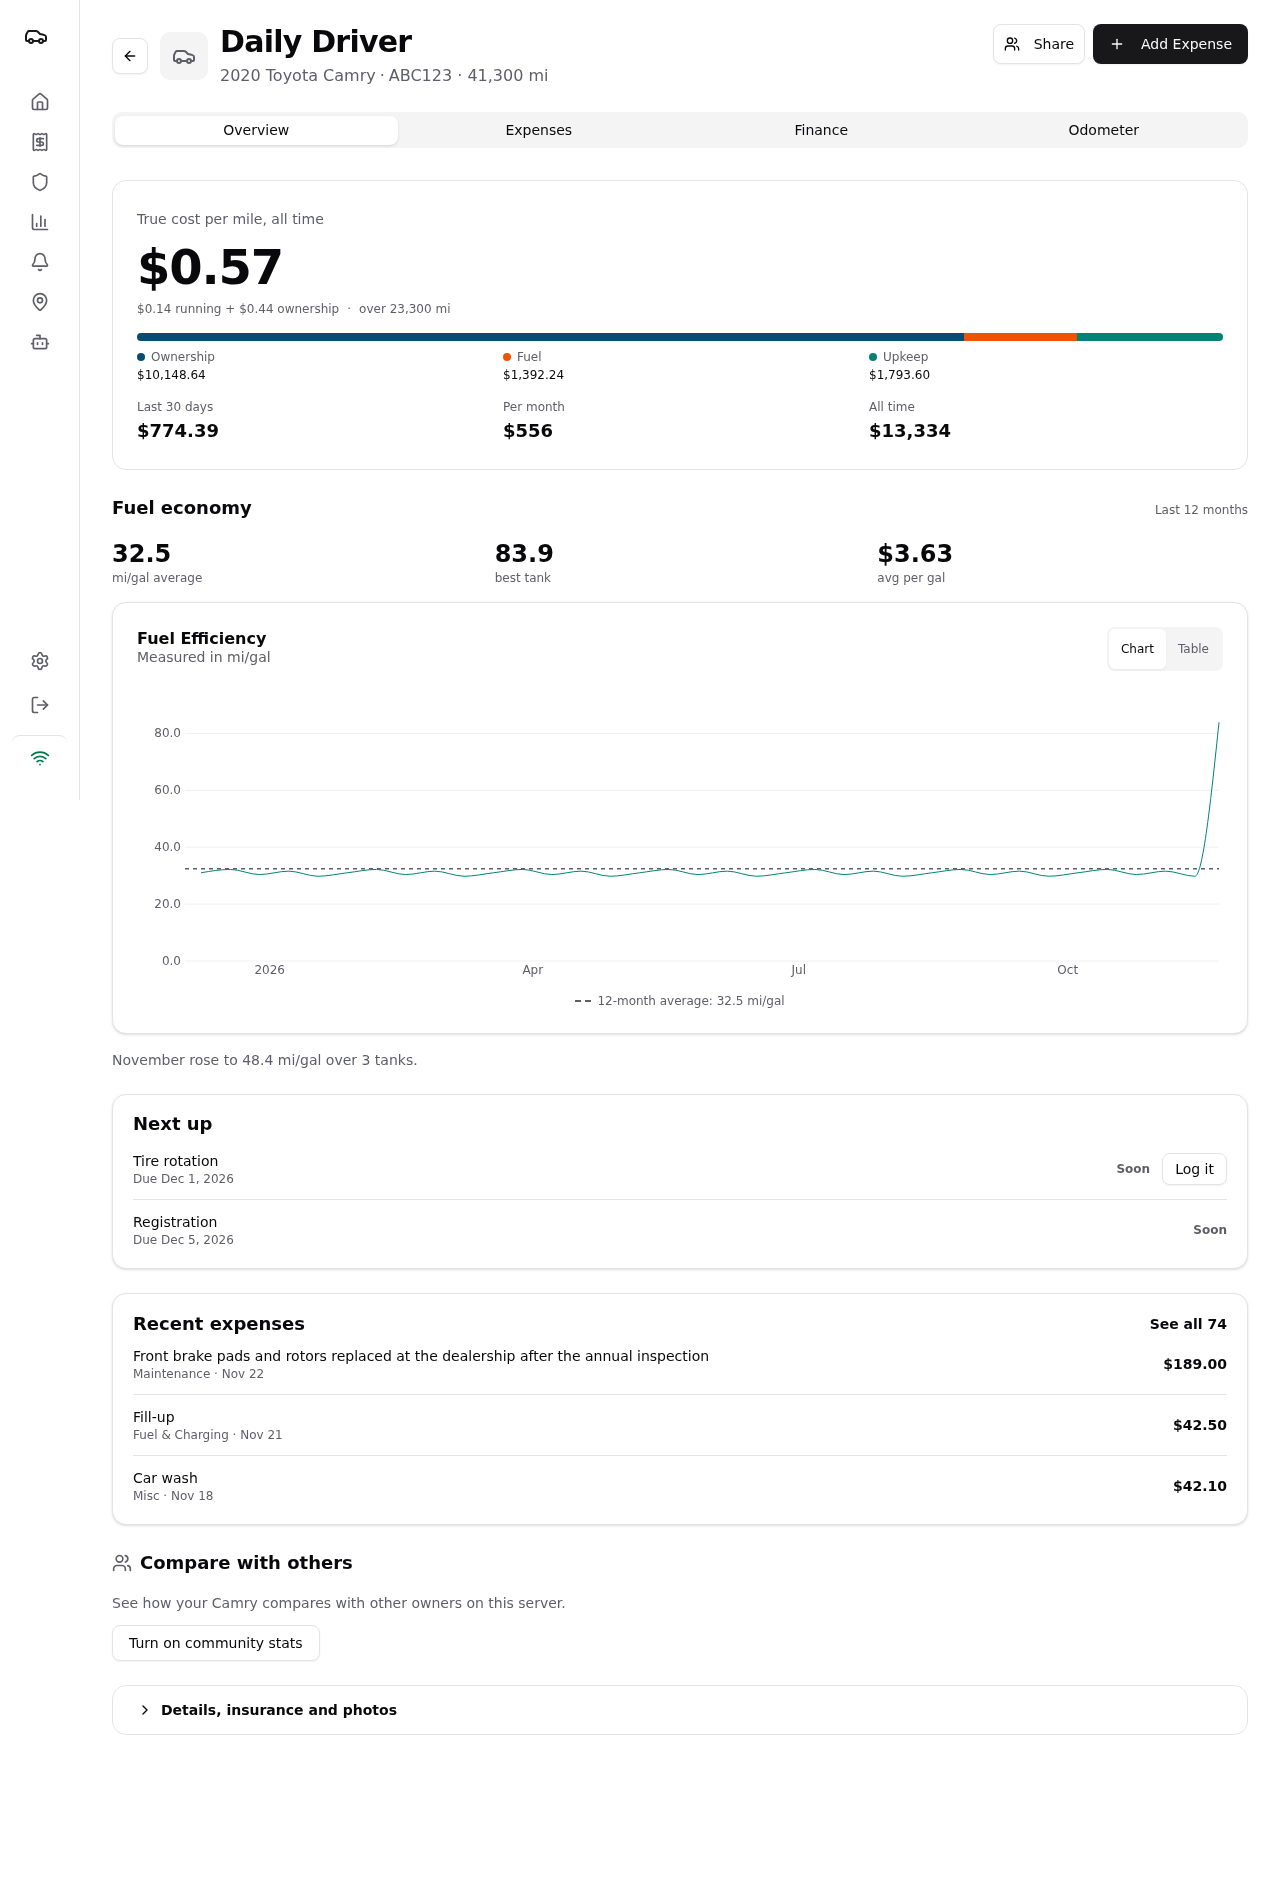 Daily Driver
2020 Toyota Camry · ABC123 · 41,300 mi
Share
Add Expense
Overview
Expenses
Finance
Odometer
True cost per mile, all time
$0.57
$0.14 running + $0.44 ownership · over 23,300 mi
Ownership
$10,148.64
Fuel
$1,392.24
Upkeep
$1,793.60
Last 30 days
$774.39
Per month
$556
All time
$13,334
Fuel economy
Last 12 months
32.5
mi/gal average
83.9
best tank
$3.63
avg per gal
Fuel Efficiency
Measured in mi/gal
Chart
Table
80.0
60.0
40.0
20.0
0.0
2026
Apr
Jul
Oct
12-month average: 32.5 mi/gal
November rose to 48.4 mi/gal over 3 tanks.
Next up
Tire rotation
Due Dec 1, 2026
Soon
Log it
Registration
Due Dec 5, 2026
Soon
Recent expenses
See all 74
Front brake pads and rotors replaced at the dealership after the annual inspection
Maintenance · Nov 22
$189.00
Fill-up
Fuel & Charging · Nov 21
$42.50
Car wash
Misc · Nov 18
$42.10
Compare with others
See how your Camry compares with other owners on this server.
Turn on community stats
Details, insurance and photos